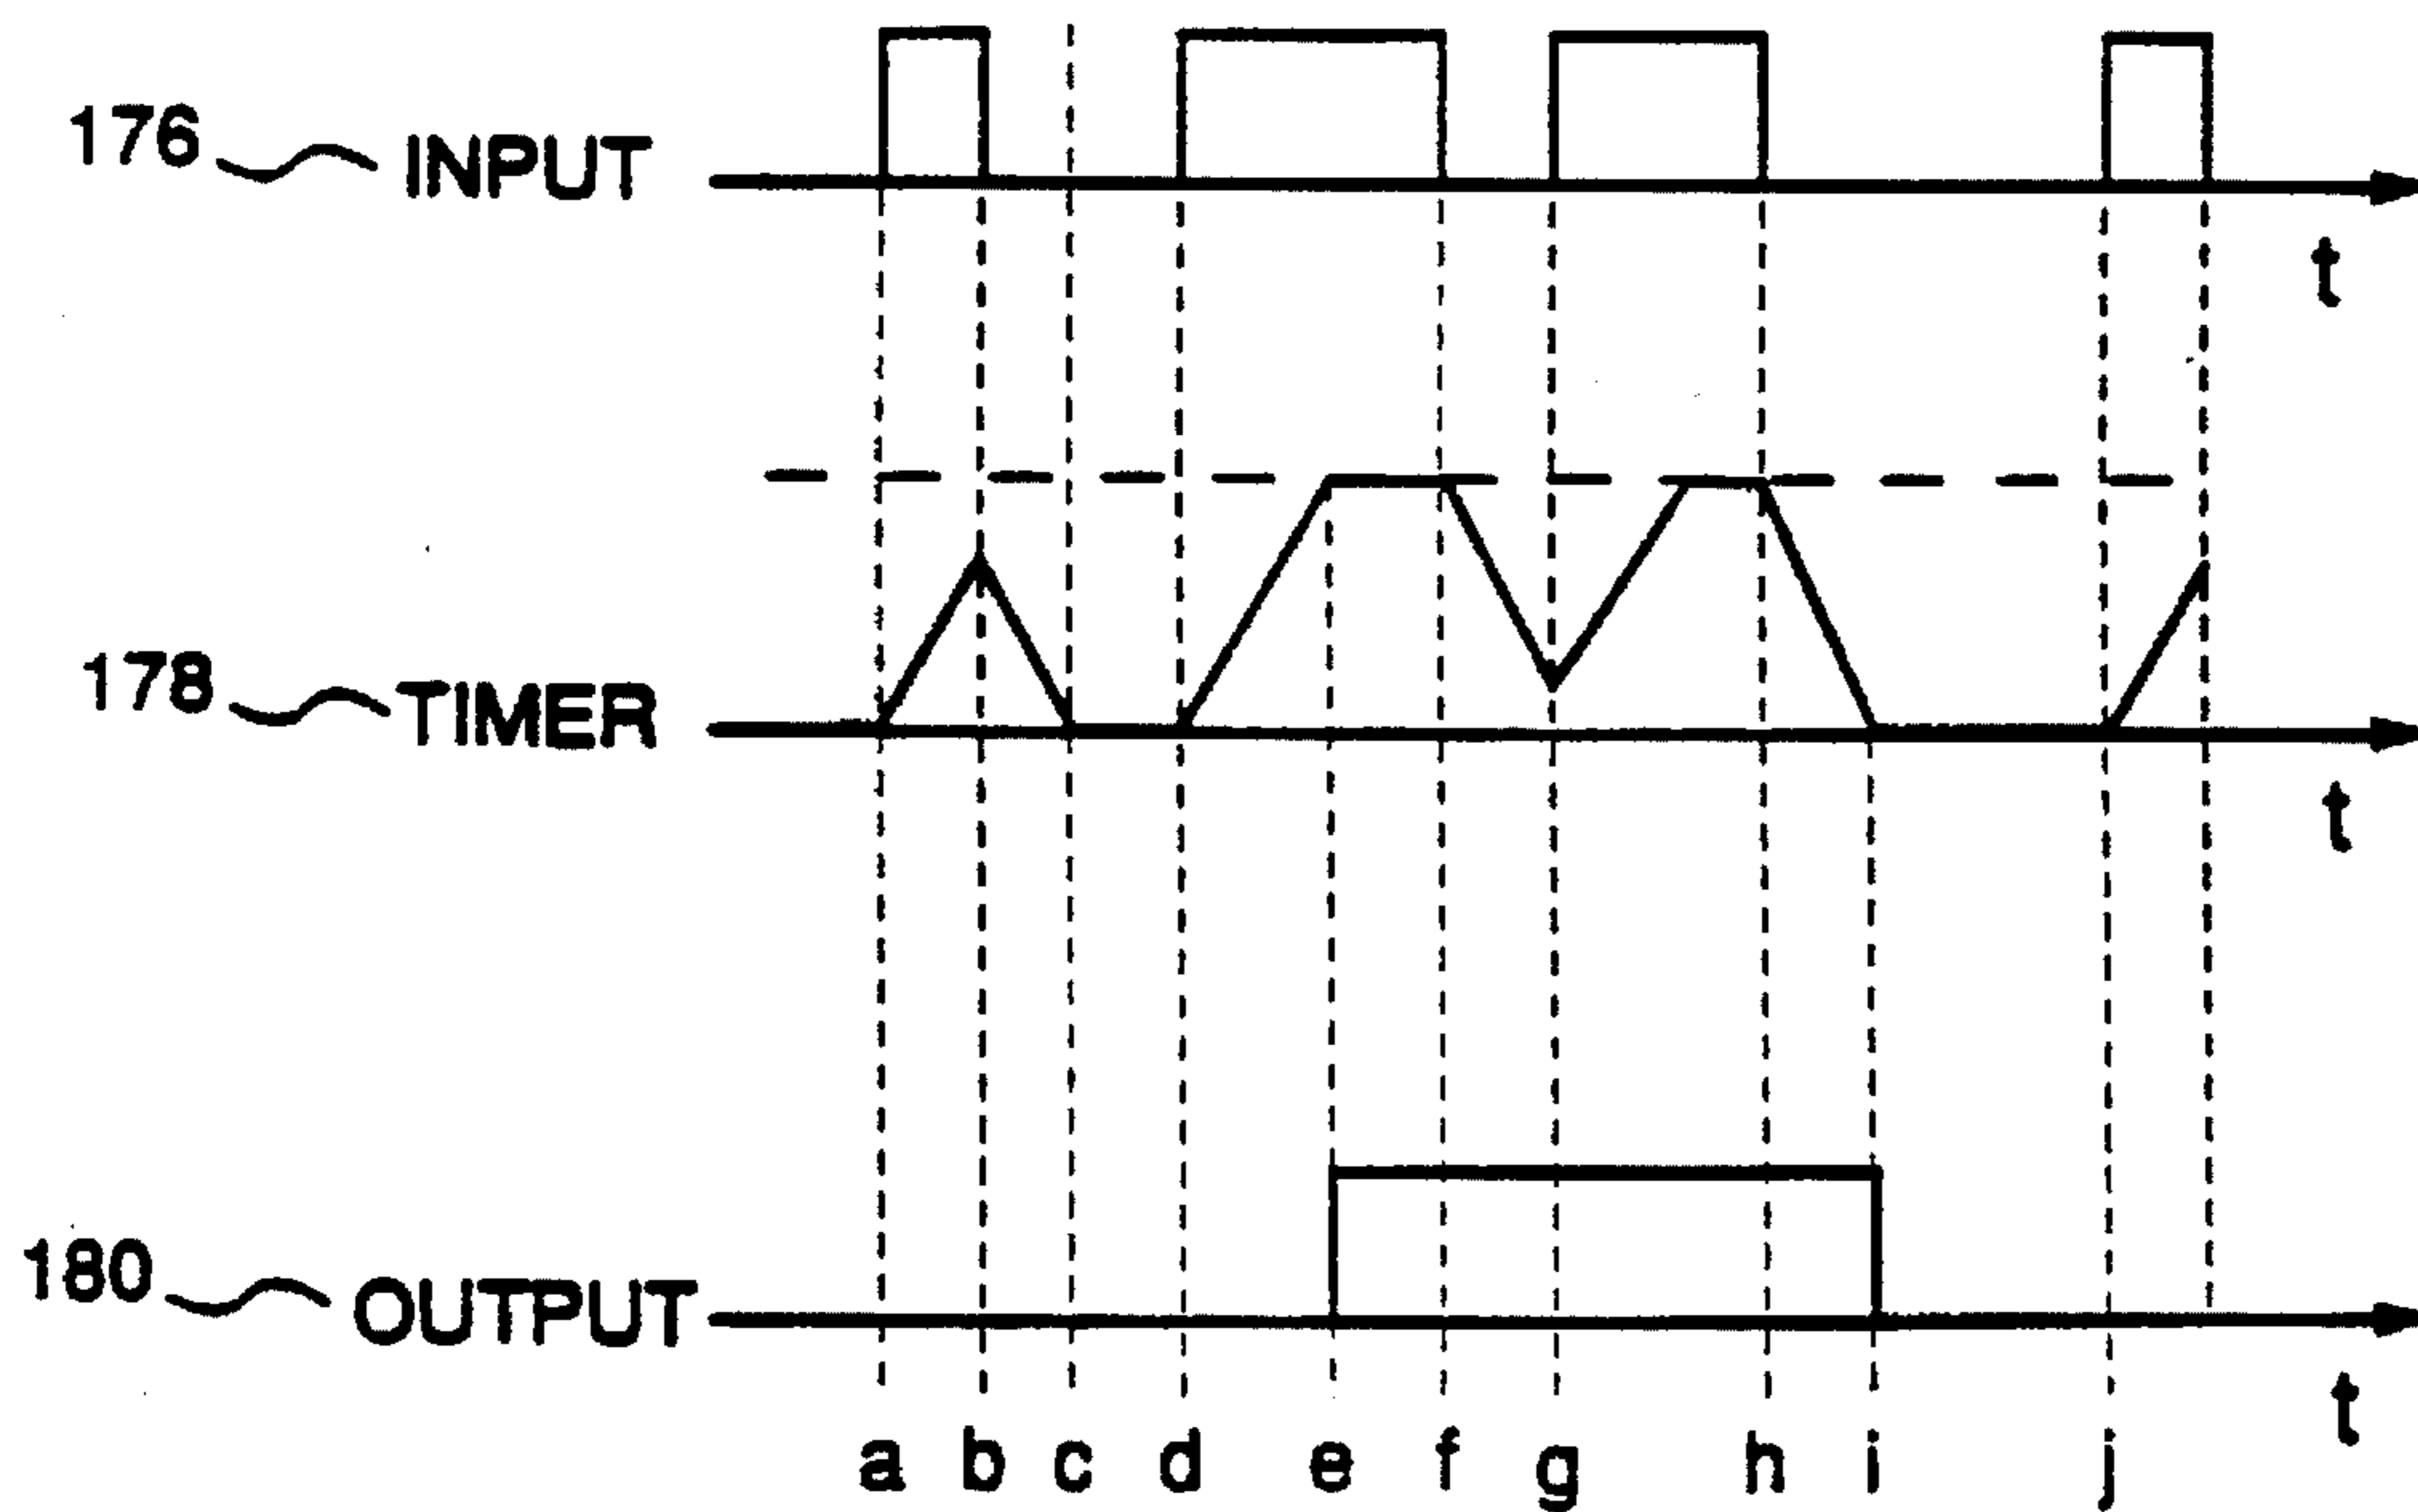 176 INPUT
t
178 TIMER
t
180 OUTPUT
t
a b c d e f g h i j